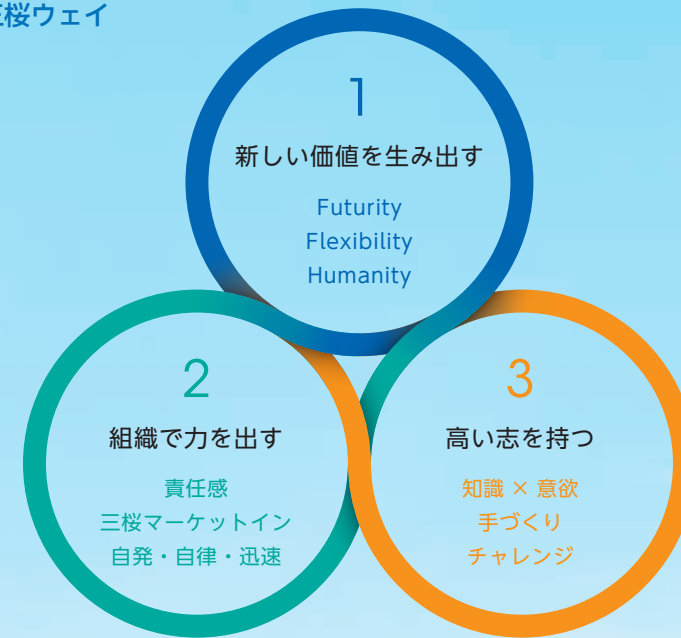 三桜ウェイ
1
新しい価値を生み出す
Futurity
Flexibility
Humanity
2
組織で力を出す
責任感
三桜マーケットイン
自発・自律・迅速
3
高い志を持つ
知識 × 意欲
手づくり
チャレンジ